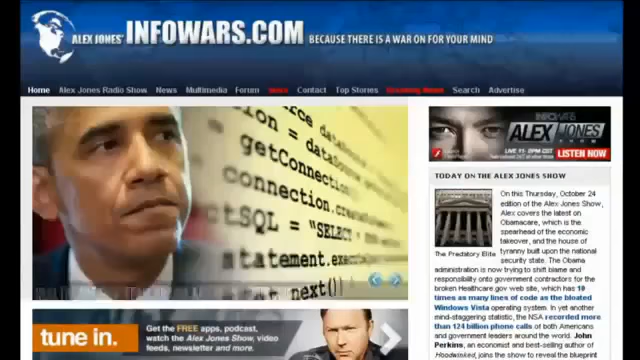 ALEX JONES' INFOWARS.COM BECAUSE THERE IS A WAR ON FOR YOUR MIND
Home Alex Jones Radio Show News Multimedia Forum Contact Top Stories Search Advertise
force data
ion = dataSource
getConnection
connection.create
ctSQL = "SELECT
statement.execute
next()
INFOWARS
ALEX JONES
SHOW
LISTEN NOW
TODAY ON THE ALEX JONES SHOW
On this Thursday, October 24
edition of the Alex Jones Show,
Alex covers the latest on
Obamacare, which is the
spearhead of the economic
takeover, and the house of
tyranny built upon the national
security state. The Obama
The Predatory Elite
administration is now trying to shift blame and
responsibility onto government contractors for the
broken Healthcare.gov web site, which has 10
times as many lines of code as the bloated
Windows Vista operating system. In yet another
mind-staggering statistic, the NSA recorded more
than 124 billion phone calls of both Americans
and government leaders around the world. John
Perkins, an economist and best-selling author of
Hoodwinked, joins the show to reveal the blueprint
tune in.
Get the FREE apps, podcast,
watch the Alex Jones Show, video
feeds, newsletter and more.